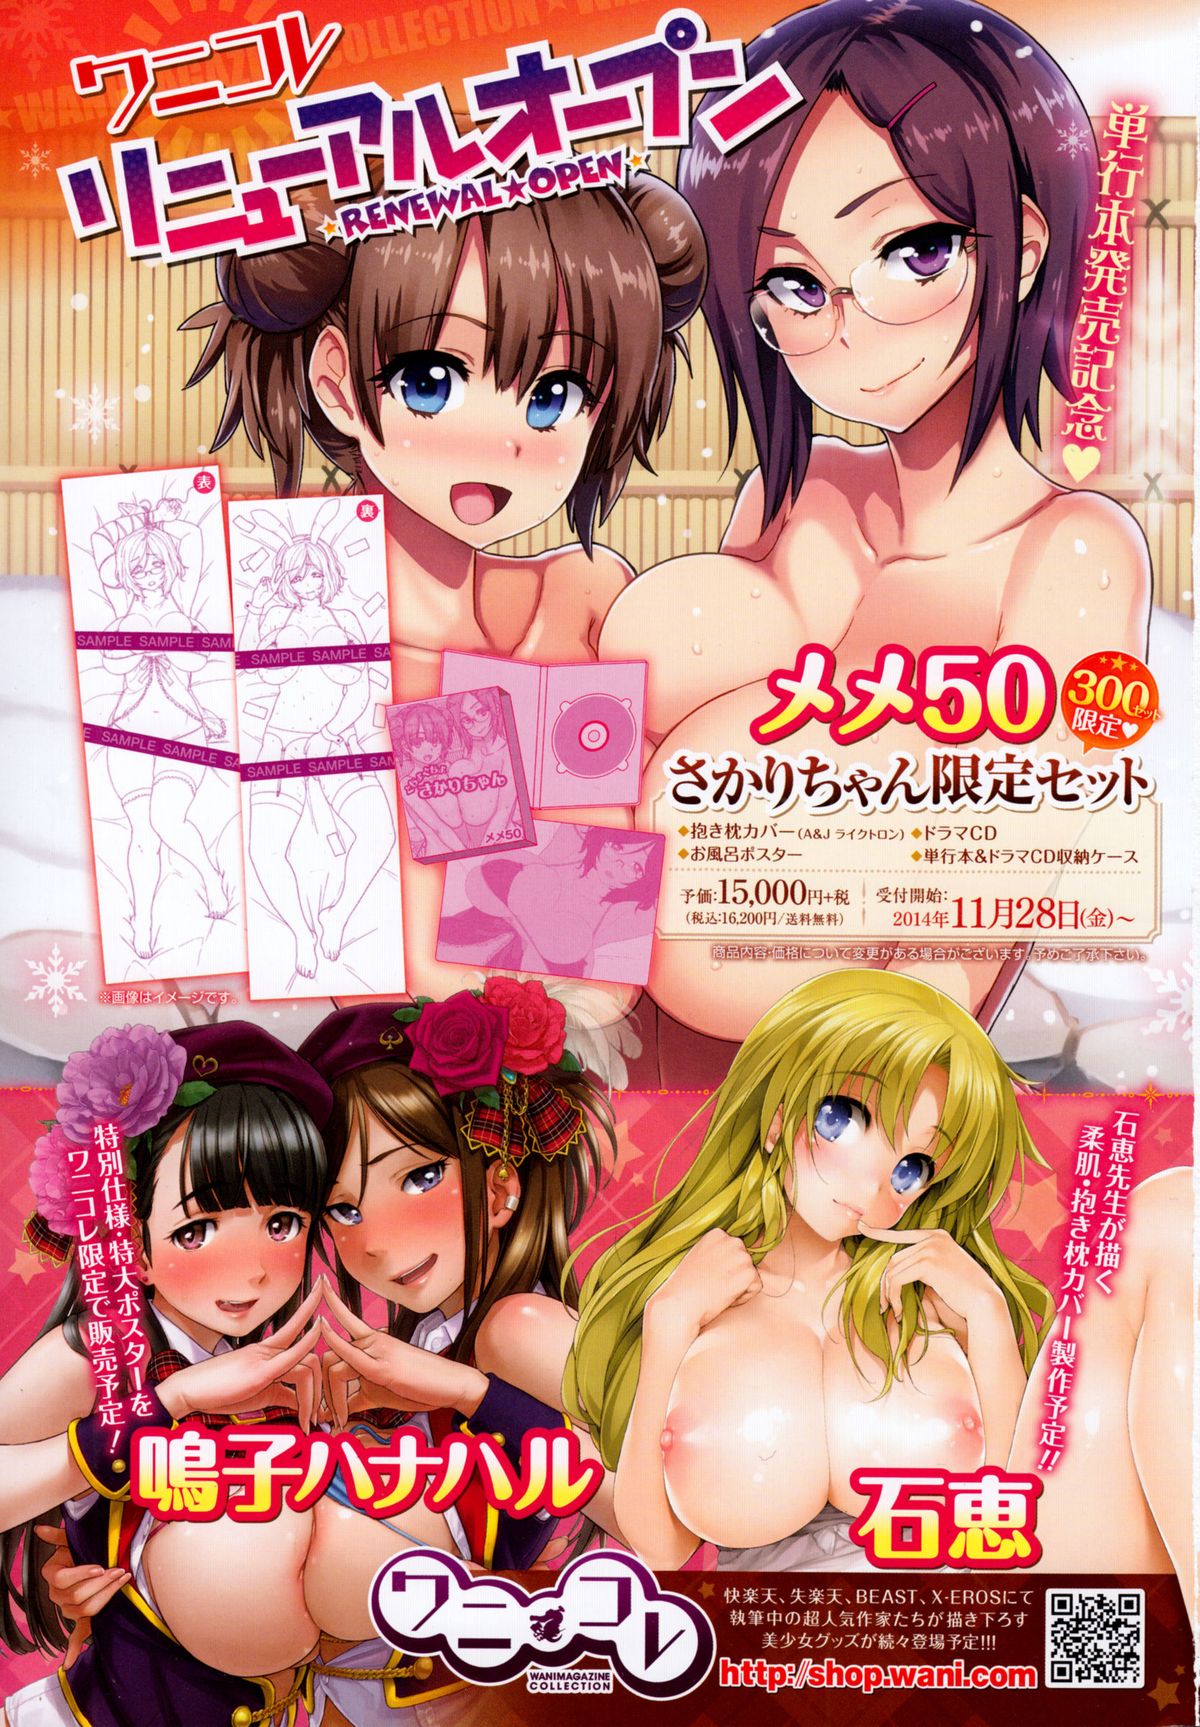 WANIMAGAZINE COLLECTION
ワニコレ
リニューアルオープン
★RENEWAL★OPEN★
単行本発売記念♥
表
裏
SAMPLE SAMPLE SAM
SAMPLE SAMPLE SAM
SAMPLE SAMPLE
SAMPLE SAMPLE SAM
さかりちゃん
メメ50
※画像はイメージです。
メメ50
300セット
限定♥
さかりちゃん限定セット
◆抱き枕カバー(A&J ライクトロン) ◆ドラマCD
◆お風呂ポスター ◆単行本&ドラマCD収納ケース
予価:15,000円+税
(税込:16,200円/送料無料)
受付開始:
2014年11月28日(金)~
商品内容・価格について変更がある場合がございます。予めご了承下さい。
特別仕様・特大ポスターを
ワニコレ限定で販売予定!
鳴子ハナハル
石恵先生が描く
柔肌・抱き枕カバー製作予定!!
石恵
ワニコレ
WANIMAGAZINE
COLLECTION
快楽天、失楽天、BEAST、X-EROSにて
執筆中の超人気作家たちが描き下ろす
美少女グッズが続々登場予定!!!
http://shop.wani.com